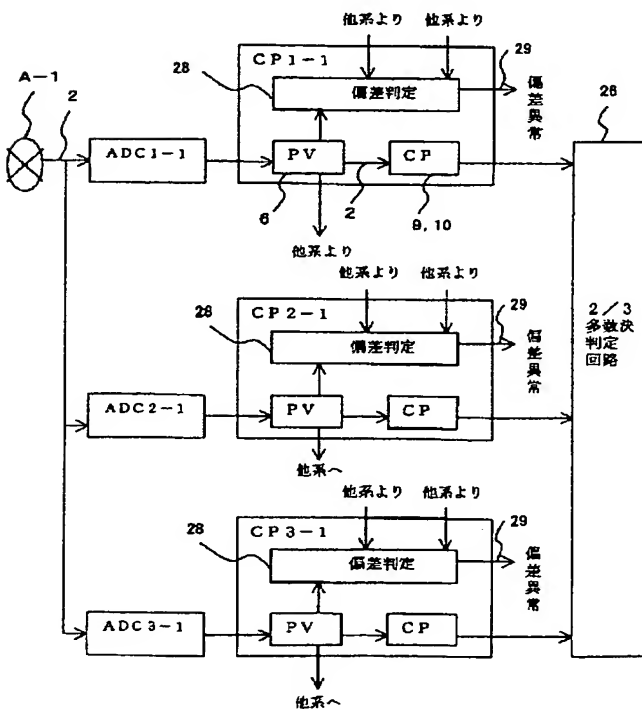 他系より 他系より
CP1-1
28
偏差判定
29
偏差異常
A-1
2
ADC1-1
PV
2
CP
6
9, 10
他系より
26
2/3
多数決
判定
回路
他系より 他系より
CP2-1
28
偏差判定
29
偏差異常
ADC2-1
PV
CP
他系へ
他系より 他系より
CP3-1
28
偏差判定
29
偏差異常
ADC3-1
PV
CP
他系へ